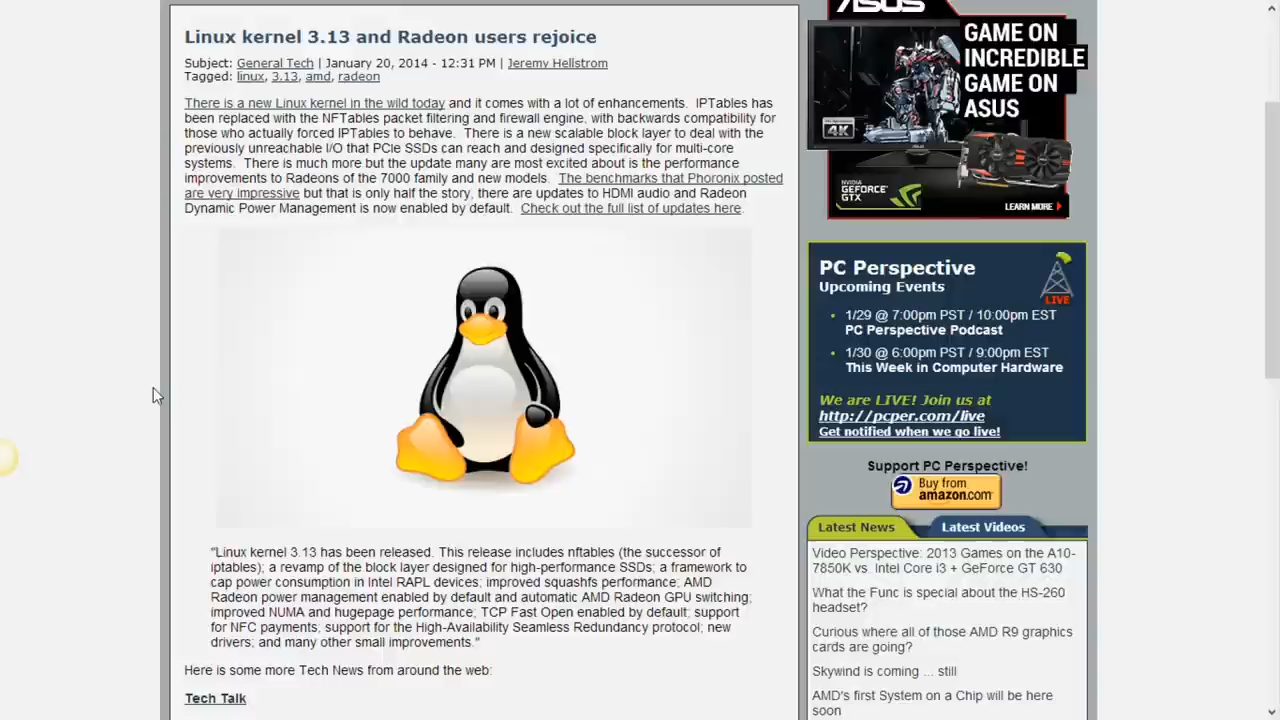 Linux kernel 3.13 and Radeon users rejoice
Subject: General Tech | January 20, 2014 - 12:31 PM | Jeremy Hellstrom
Tagged: linux, 3.13, amd, radeon
There is a new Linux kernel in the wild today and it comes with a lot of enhancements. IPTables has
been replaced with the NFTables packet filtering and firewall engine, with backwards compatibility for
those who actually forced IPTables to behave. There is a new scalable block layer to deal with the
previously unreachable I/O that PCIe SSDs can reach and designed specifically for multi-core
systems. There is much more but the update many are most excited about is the performance
improvements to Radeons of the 7000 family and new models. The benchmarks that Phoronix posted
are very impressive but that is only half the story, there are updates to HDMI audio and Radeon
Dynamic Power Management is now enabled by default. Check out the full list of updates here.
"Linux kernel 3.13 has been released. This release includes nftables (the successor of
iptables); a revamp of the block layer designed for high-performance SSDs; a framework to
cap power consumption in Intel RAPL devices; improved squashfs performance; AMD
Radeon power management enabled by default and automatic AMD Radeon GPU switching;
improved NUMA and hugepage performance; TCP Fast Open enabled by default; support
for NFC payments; support for the High-Availability Seamless Redundancy protocol; new
drivers; and many other small improvements."
Here is some more Tech News from around the web:
Tech Talk
ASUS
GAME ON
INCREDIBLE
GAME ON
ASUS
4K
NVIDIA
GEFORCE
GTX
LEARN MORE
PC Perspective
Upcoming Events
LIVE
1/29 @ 7:00pm PST / 10:00pm EST
PC Perspective Podcast
1/30 @ 6:00pm PST / 9:00pm EST
This Week in Computer Hardware
We are LIVE! Join us at
http://pcper.com/live
Get notified when we go live!
Support PC Perspective!
Buy from
amazon.com
Latest News
Latest Videos
Video Perspective: 2013 Games on the A10-
7850K vs. Intel Core i3 + GeForce GT 630
What the Func is special about the HS-260
headset?
Curious where all of those AMD R9 graphics
cards are going?
Skywind is coming ... still
AMD's first System on a Chip will be here
soon